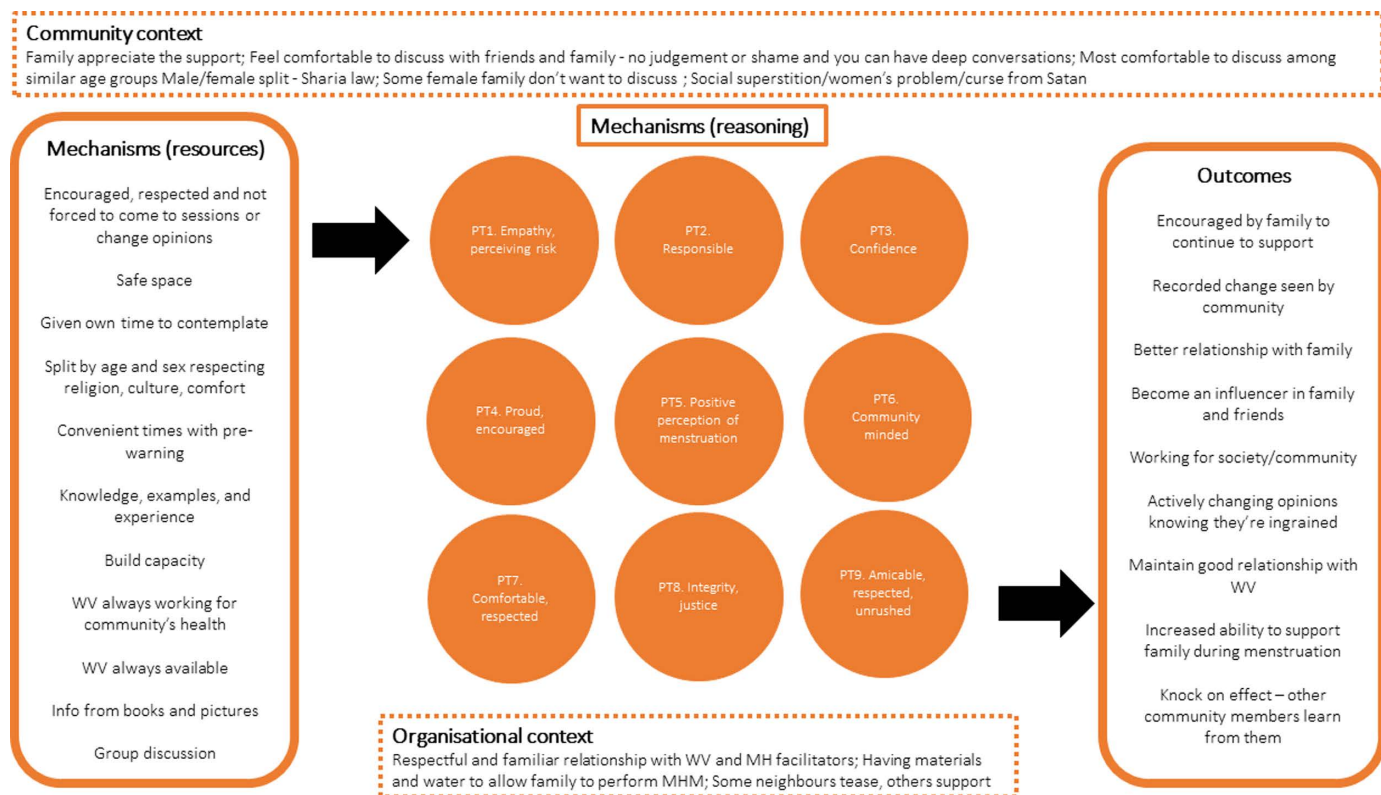 Community context
Family appreciate the support; Feel comfortable to discuss with friends and family - no judgement or shame and you can have deep conversations; Most comfortable to discuss among
similar age groups Male/female split - Sharia law; Some female family don't want to discuss ; Social superstition/women's problem/curse from Satan
Mechanisms (resources)
Encouraged, respected and not
forced to come to sessions or
change opinions
Safe space
Given own time to contemplate
Split by age and sex respecting
religion, culture, comfort
Convenient times with pre-
warning
Knowledge, examples, and
experience
Build capacity
WV always working for
community's health
WV always available
Info from books and pictures
Group discussion
Mechanisms (reasoning)
PT1. Empathy,
perceiving risk
PT2.
Responsible
PT3.
Confidence
PT4. Proud,
encouraged
PT5. Positive
perception of
menstruation
PT6.
Community
minded
PT7.
Comfortable,
respected
PT8. Integrity,
justice
PT9. Amicable,
respected,
unrushed
Outcomes
Encouraged by family to
continue to support
Recorded change seen by
community
Better relationship with family
Become an influencer in family
and friends
Working for society/community
Actively changing opinions
knowing they're ingrained
Maintain good relationship with
WV
Increased ability to support
family during menstruation
Knock on effect – other
community members learn
from them
Organisational context
Respectful and familiar relationship with WV and MH facilitators; Having materials
and water to allow family to perform MHM; Some neighbours tease, others support